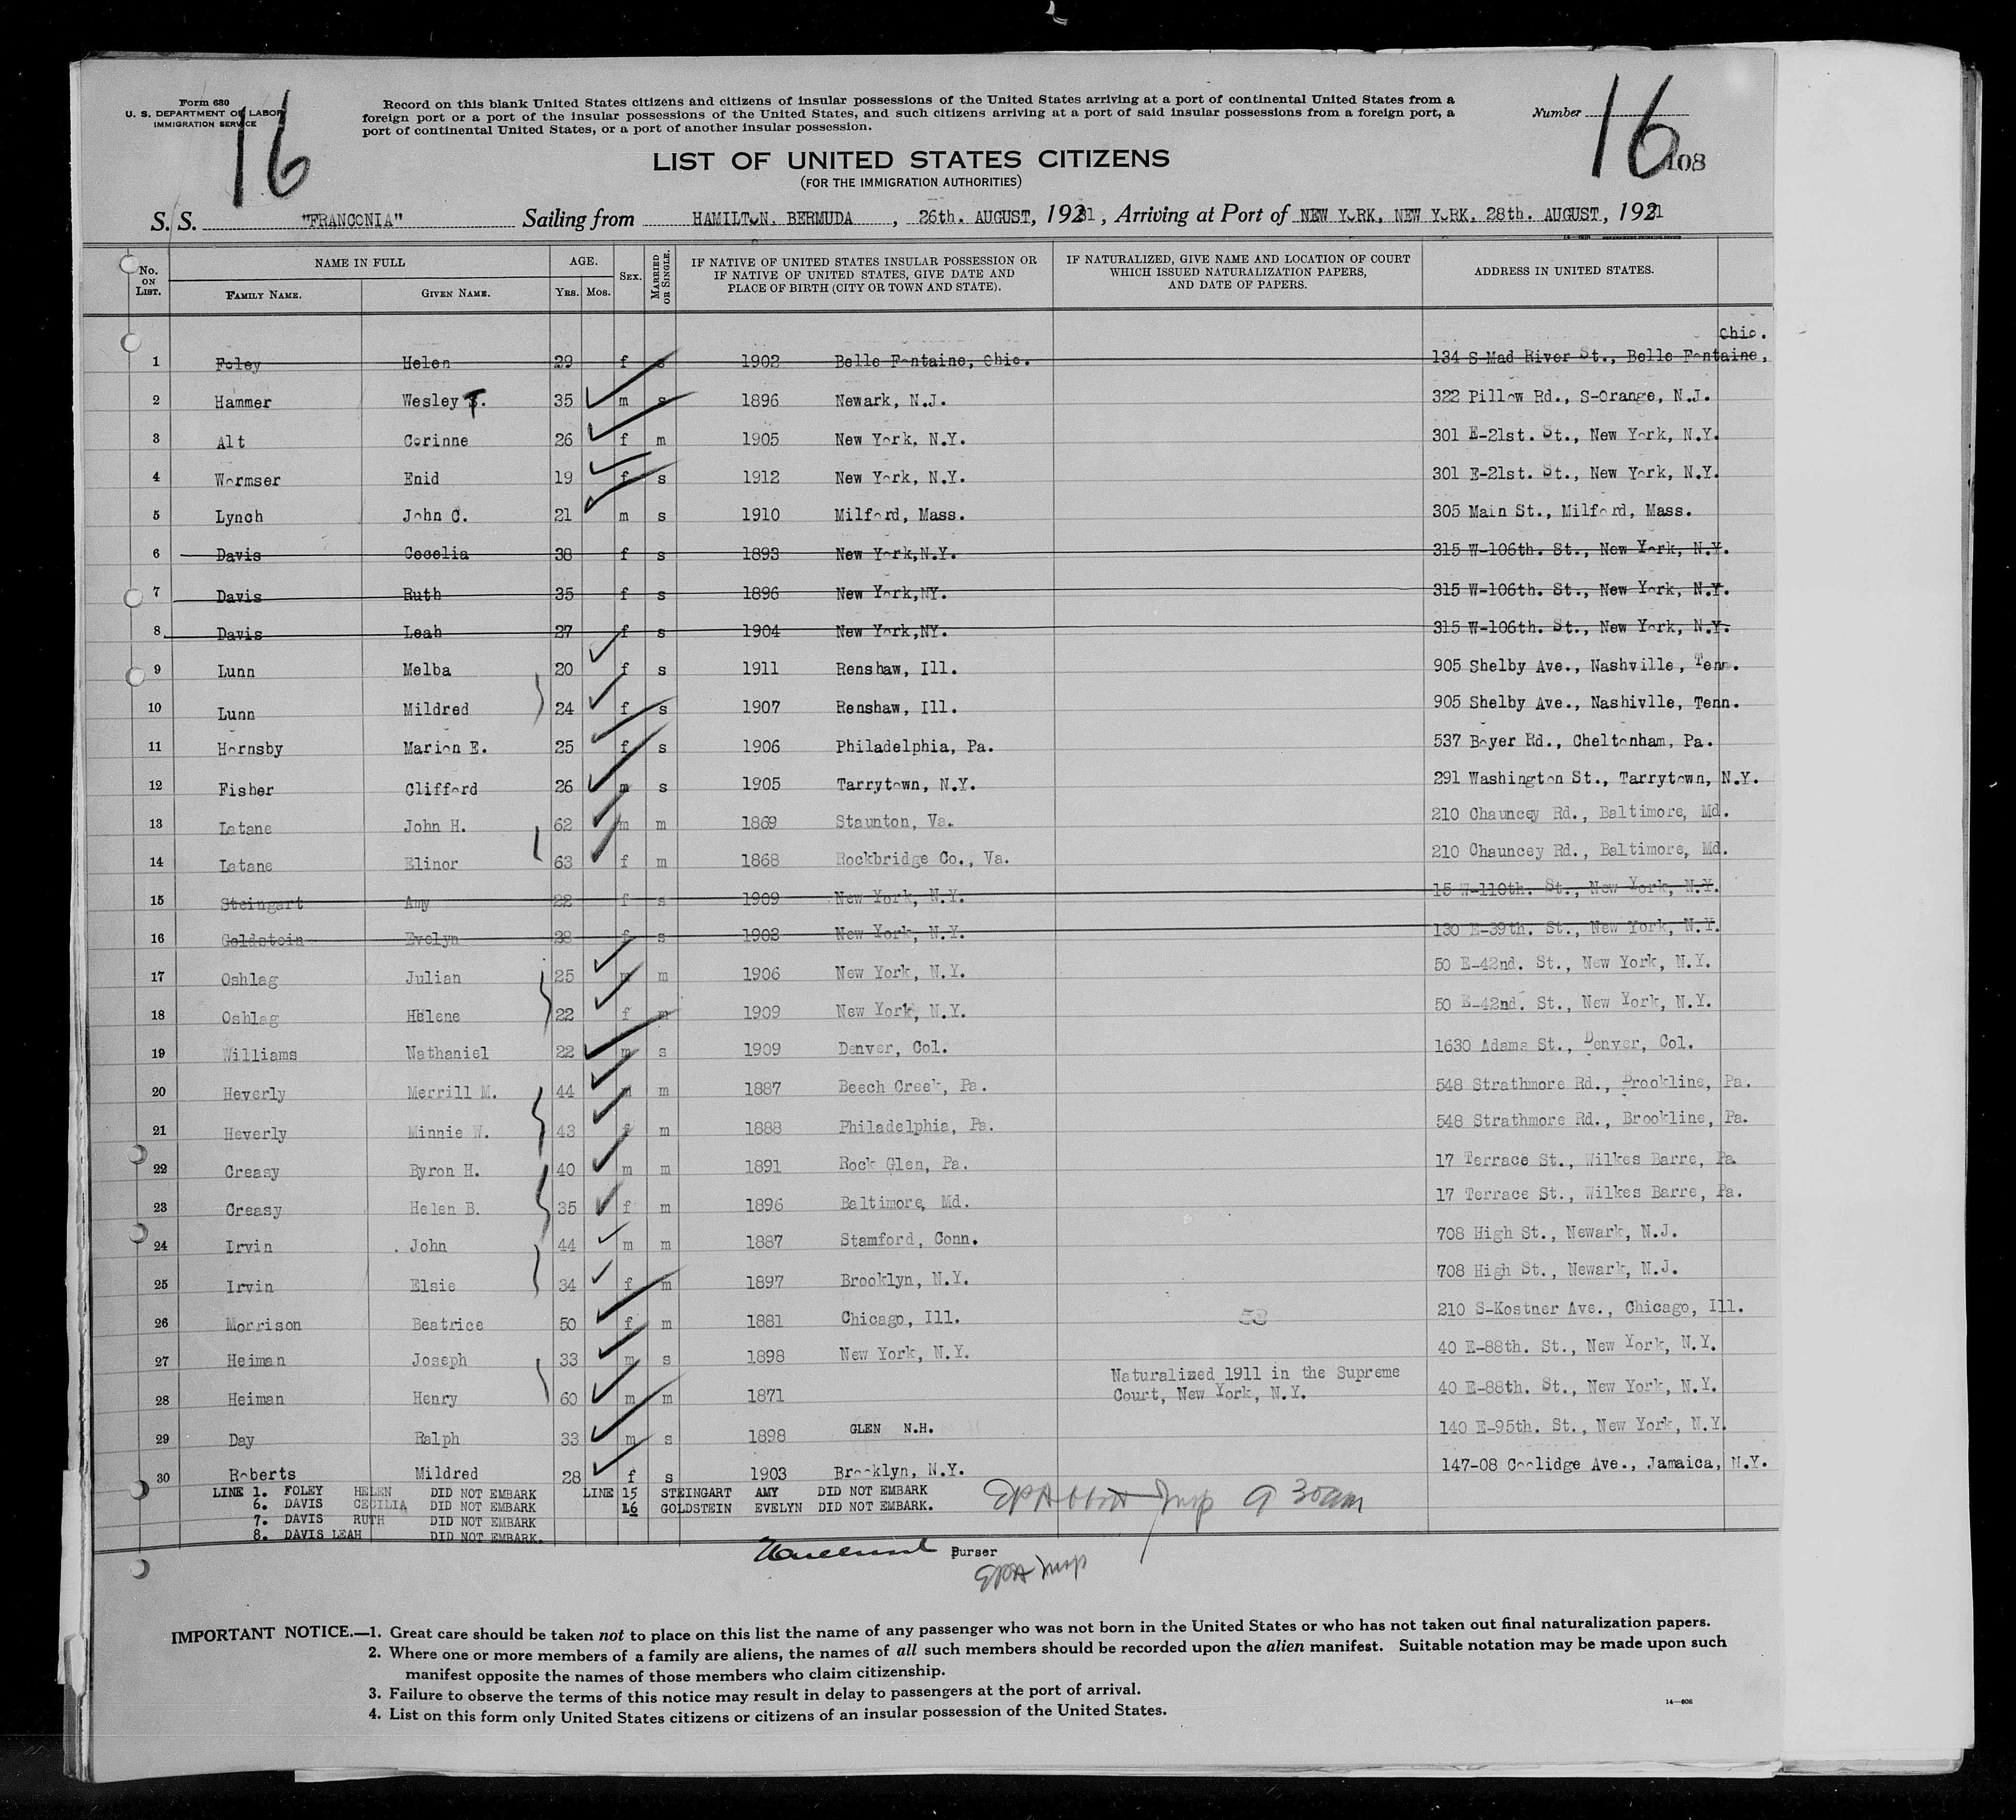 Form 630
U. S. DEPARTMENT OF LABOR
IMMIGRATION SERVICE
16
Record on this blank United States citizens and citizens of insular possessions of the United States arriving at a port of continental United States from a
foreign port or a port of the insular possessions of the United States, and such citizens arriving at a port of said insular possessions from a foreign port, a
port of continental United States, or a port of another insular possession.
Number 16
108
LIST OF UNITED STATES CITIZENS
(FOR THE IMMIGRATION AUTHORITIES)
S. S. "FRANCONIA" Sailing from HAMILTON. BERMUDA , 26th. AUGUST, 1931, Arriving at Port of NEW YORK, NEW YORK. 28th. AUGUST, 1931
No. ON LIST. NAME IN FULL AGE. SEX. MARRIED OR SINGLE. IF NATIVE OF UNITED STATES INSULAR POSSESSION OR IF NATIVE OF UNITED STATES, GIVE DATE AND PLACE OF BIRTH (CITY OR TOWN AND STATE). IF NATURALIZED, GIVE NAME AND LOCATION OF COURT WHICH ISSUED NATURALIZATION PAPERS, AND DATE OF PAPERS. ADDRESS IN UNITED STATES.
FAMILY NAME. GIVEN NAME. YRS. MOS.
1 Foley Helen 29 f s 1902 Belle Fontaine, Ohio. 134 S Mad River St., Belle Fontaine, Ohio.
2 Hammer Wesley T. 35 m s 1896 Newark, N.J. 322 Pillow Rd., S-Orange, N.J.
3 Alt Corinne 26 f m 1905 New York, N.Y. 301 E-21st. St., New York, N.Y.
4 Wormser Enid 19 f s 1912 New York, N.Y. 301 E-21st. St., New York, N.Y.
5 Lynch John C. 21 m s 1910 Milford, Mass. 305 Main St., Milford, Mass.
6 Davis Cecelia 38 f s 1893 New York,N.Y. 315 W-106th. St., New York, N.Y.
7 Davis Ruth 35 f s 1896 New York,NY. 315 W-106th. St., New York, N.Y.
8 Davis Leah 27 f s 1904 New York,NY. 315 W-106th. St., New York, N.Y.
9 Lunn Melba 20 f s 1911 Renshaw, Ill. 905 Shelby Ave., Nashville, Tenn.
10 Lunn Mildred 24 f s 1907 Renshaw, Ill. 905 Shelby Ave., Nashivlle, Tenn.
11 Hornsby Marion E. 25 f s 1906 Philadelphia, Pa. 537 Boyer Rd., Cheltonham, Pa.
12 Fisher Clifford 26 m s 1905 Tarrytown, N.Y. 291 Washington St., Tarrytown, N.Y.
13 Latane John H. 62 m m 1869 Staunton, Va. 210 Chauncey Rd., Baltimore, Md.
14 Latane Elinor 63 f m 1868 Rockbridge Co., Va. 210 Chauncey Rd., Baltimore, Md.
15 Steingart Amy 22 f s 1909 New York, N.Y. 15 W-110th. St., New York, N.Y.
16 Goldstein Evelyn 28 f s 1903 New York, N.Y. 130 E-39th. St., New York, N.Y.
17 Oshlag Julian 25 m m 1906 New York, N.Y. 50 E-42nd. St., New York, N.Y.
18 Oshlag Helene 22 f m 1909 New York, N.Y. 50 E-42nd. St., New York, N.Y.
19 Williams Nathaniel 22 m s 1909 Denver, Col. 1630 Adams St., Denver, Col.
20 Heverly Merrill M. 44 m m 1887 Beech Creek, Pa. 548 Strathmore Rd., Brookline, Pa.
21 Heverly Minnie W. 43 f m 1888 Philadelphia, Pa. 548 Strathmore Rd., Brookline, Pa.
22 Creasy Byron H. 40 m m 1891 Rock Glen, Pa. 17 Terrace St., Wilkes Barre, Pa.
23 Creasy Helen B. 35 f m 1896 Baltimore, Md. 17 Terrace St., Wilkes Barre, Pa.
24 Irvin John 44 m m 1887 Stamford, Conn. 708 High St., Newark, N.J.
25 Irvin Elsie 34 f m 1897 Brooklyn, N.Y. 708 High St., Newark, N.J.
26 Morrison Beatrice 50 f m 1881 Chicago, Ill. 53 210 S-Kostner Ave., Chicago, Ill.
27 Heiman Joseph 33 m s 1898 New York, N.Y. 40 E-88th. St., New York, N.Y.
28 Heiman Henry 60 m m 1871 Naturalized 1911 in the Supreme Court, New York, N.Y. 40 E-88th. St., New York, N.Y.
29 Day Ralph 33 m s 1898 GLEN N.H. 140 E-95th. St., New York, N.Y.
30 Roberts Mildred 28 f s 1903 Brooklyn, N.Y. 147-08 Coolidge Ave., Jamaica, N.Y.
LINE 1. FOLEY HELEN DID NOT EMBARK LINE 15 STEINGART AMY DID NOT EMBARK
6. DAVIS CECILIA DID NOT EMBARK 16 GOLDSTEIN EVELYN DID NOT EMBARK.
7. DAVIS RUTH DID NOT EMBARK
8. DAVIS LEAH DID NOT EMBARK.
EPAbbott Insp 9 30am
Purser
EPA Insp
IMPORTANT NOTICE.—1. Great care should be taken not to place on this list the name of any passenger who was not born in the United States or who has not taken out final naturalization papers.
2. Where one or more members of a family are aliens, the names of all such members should be recorded upon the alien manifest. Suitable notation may be made upon such
manifest opposite the names of those members who claim citizenship.
3. Failure to observe the terms of this notice may result in delay to passengers at the port of arrival.
4. List on this form only United States citizens or citizens of an insular possession of the United States.
14—606